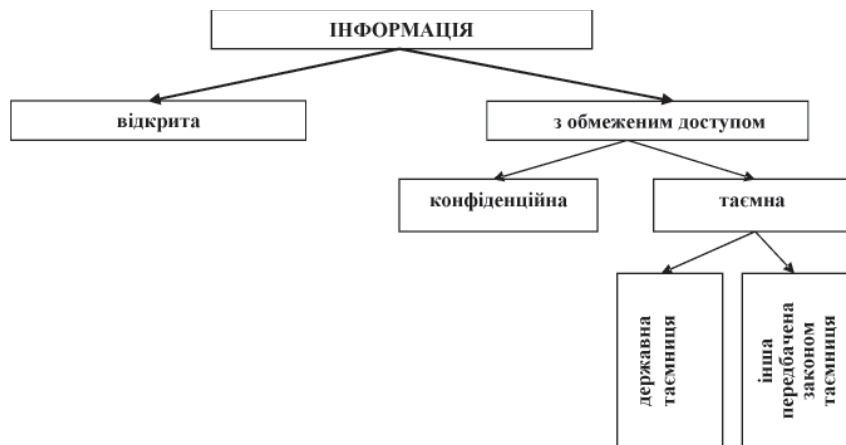 ІНФОРМАЦІЯ
відкрита
з обмеженим доступом
конфіденційна
таємна
державна
таємниця
інша
передбачена
законом
таємниця